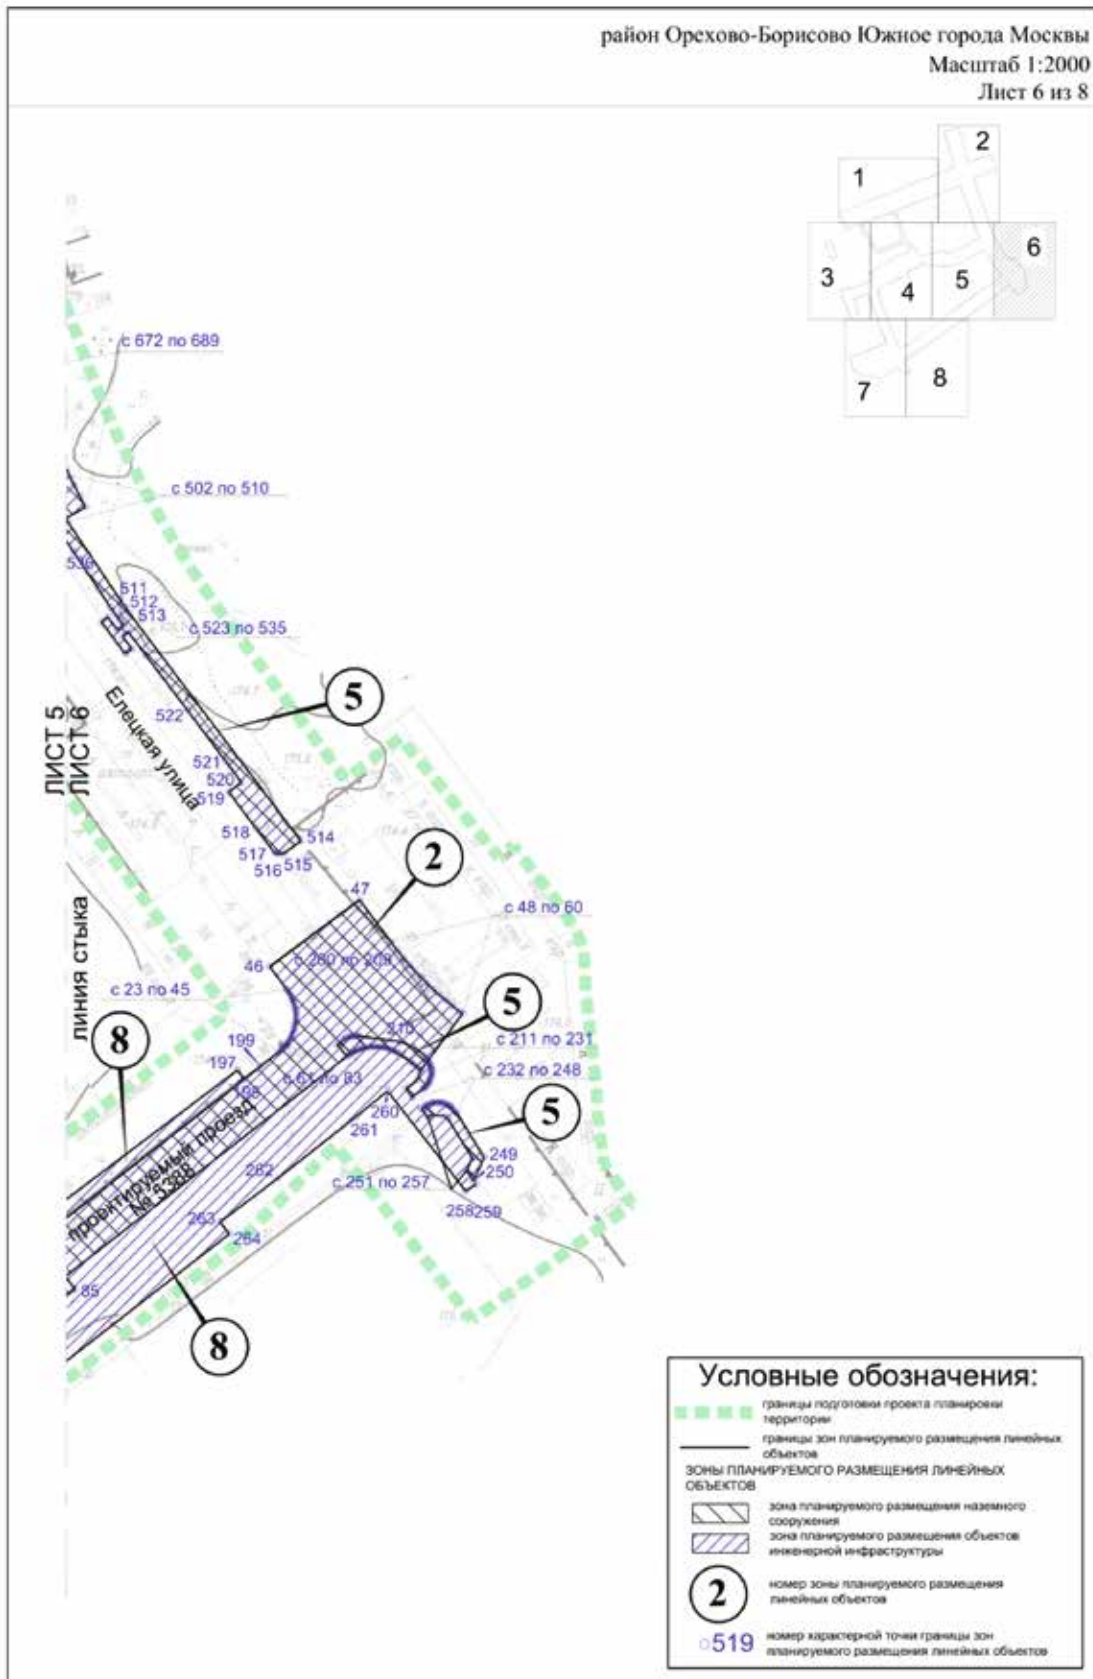 район Орехово-Борисово Южное города Москвы
Масштаб 1:2000
Лист 6 из 8
1
2
3
4
5
6
7
8
с 672 по 689
с 502 по 510
536
511
512
513
с 523 по 535
5
522
Елецкая улица
ЛИСТ 5
ЛИСТ 6
521
520
519
518
517
516
515
514
2
47
с 48 по 60
46
с 23 по 45
линия стыка
5
210
с 211 по 231
8
199
197
198
с 232 по 248
5
260
261
249
250
проектируемый проезд
№ 5388
262
с 251 по 257
258
259
263
264
85
8
Условные обозначения:
границы подготовки проекта планировки
территории
границы зон планируемого размещения линейных
объектов
ЗОНЫ ПЛАНИРУЕМОГО РАЗМЕЩЕНИЯ ЛИНЕЙНЫХ
ОБЪЕКТОВ
зона планируемого размещения наземного
сооружения
зона планируемого размещения объектов
инженерной инфраструктуры
2
номер зоны планируемого размещения
линейных объектов
519
номер характерной точки границы зон
планируемого размещения линейных объектов